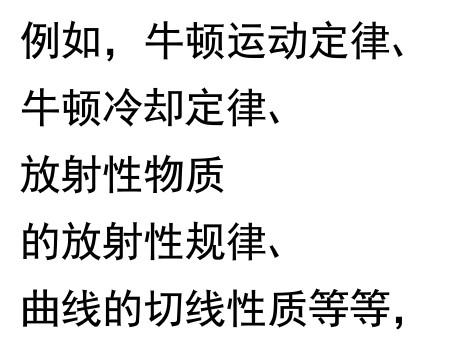 例如，牛顿运动定律、
牛顿冷却定律、
放射性物质
的放射性规律、
曲线的切线性质等等，